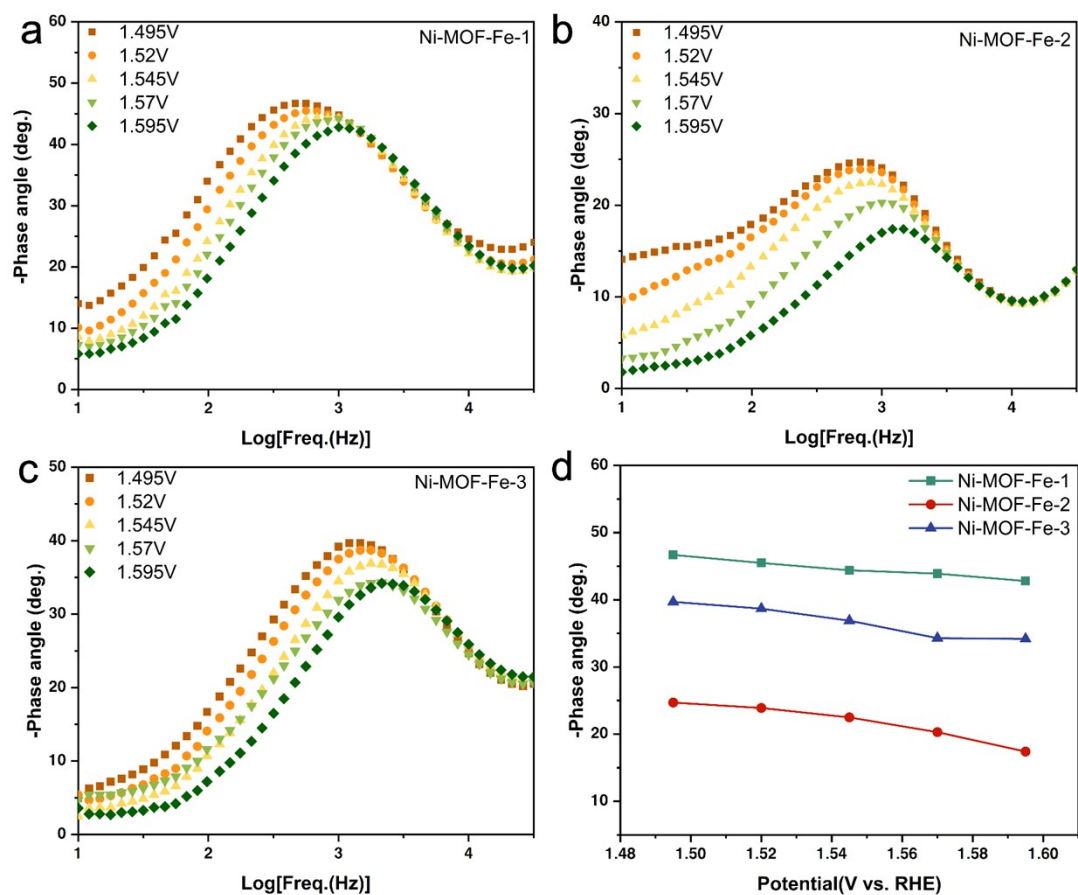 a
Ni-MOF-Fe-1
1.495V
1.52V
1.545V
1.57V
1.595V
60
50
40
30
20
10
0
-Phase angle (deg.)
1
2
3
4
Log[Freq.(Hz)]
b
Ni-MOF-Fe-2
1.495V
1.52V
1.545V
1.57V
1.595V
40
30
20
10
0
-Phase angle (deg.)
1
2
3
4
Log[Freq.(Hz)]
c
Ni-MOF-Fe-3
1.495V
1.52V
1.545V
1.57V
1.595V
50
40
30
20
10
0
-Phase angle (deg.)
1
2
3
4
Log[Freq.(Hz)]
d
Ni-MOF-Fe-1
Ni-MOF-Fe-2
Ni-MOF-Fe-3
60
50
40
30
20
10
-Phase angle (deg.)
1.48
1.50
1.52
1.54
1.56
1.58
1.60
Potential(V vs. RHE)